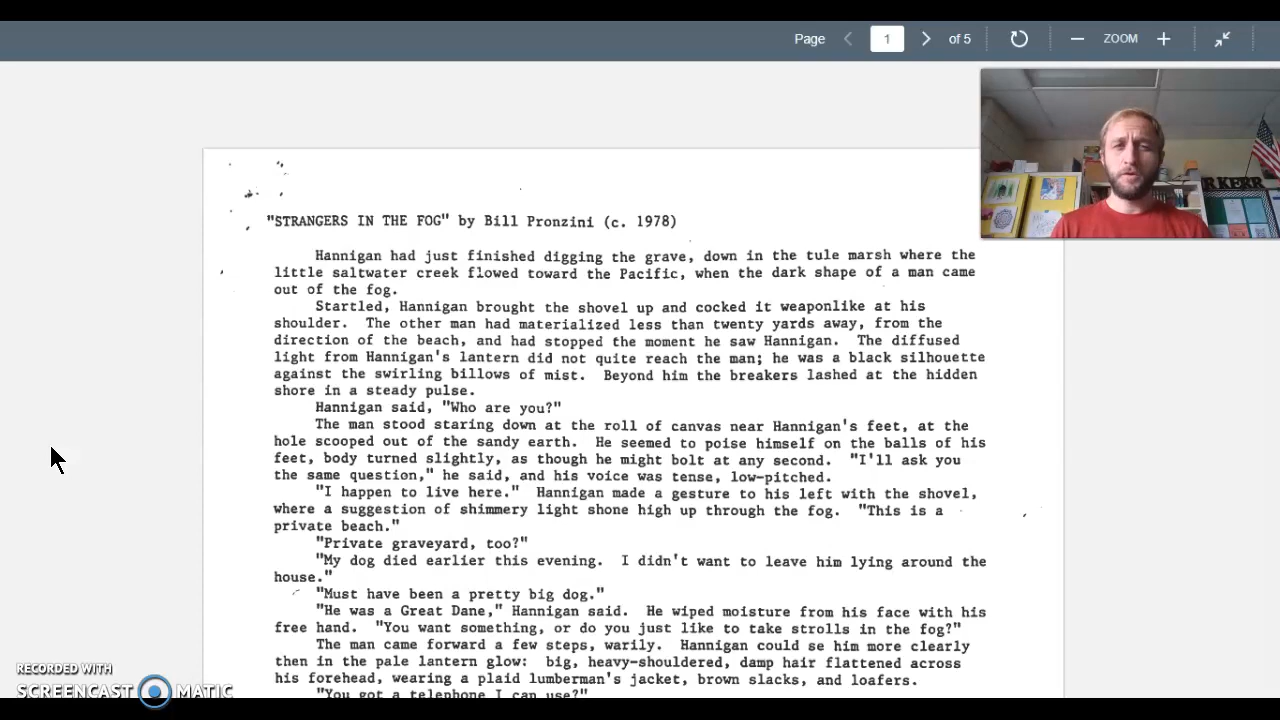 Page 1 of 5 ZOOM
"STRANGERS IN THE FOG" by Bill Pronzini (c. 1978)
Hannigan had just finished digging the grave, down in the tule marsh where the
little saltwater creek flowed toward the Pacific, when the dark shape of a man came
out of the fog.
Startled, Hannigan brought the shovel up and cocked it weaponlike at his
shoulder. The other man had materialized less than twenty yards away, from the
direction of the beach, and had stopped the moment he saw Hannigan. The diffused
light from Hannigan's lantern did not quite reach the man; he was a black silhouette
against the swirling billows of mist. Beyond him the breakers lashed at the hidden
shore in a steady pulse.
Hannigan said, "Who are you?"
The man stood staring down at the roll of canvas near Hannigan's feet, at the
hole scooped out of the sandy earth. He seemed to poise himself on the balls of his
feet, body turned slightly, as though he might bolt at any second. "I'll ask you
the same question," he said, and his voice was tense, low-pitched.
"I happen to live here." Hannigan made a gesture to his left with the shovel,
where a suggestion of shimmery light shone high up through the fog. "This is a
private beach."
"Private graveyard, too?"
"My dog died earlier this evening. I didn't want to leave him lying around the
house."
"Must have been a pretty big dog."
"He was a Great Dane," Hannigan said. He wiped moisture from his face with his
free hand. "You want something, or do you just like to take strolls in the fog?"
The man came forward a few steps, warily. Hannigan could se him more clearly
then in the pale lantern glow: big, heavy-shouldered, damp hair flattened across
his forehead, wearing a plaid lumberman's jacket, brown slacks, and loafers.
"You got a telephone I can use?"
RKERR
RECORDED WITH
SCREENCAST MATIC